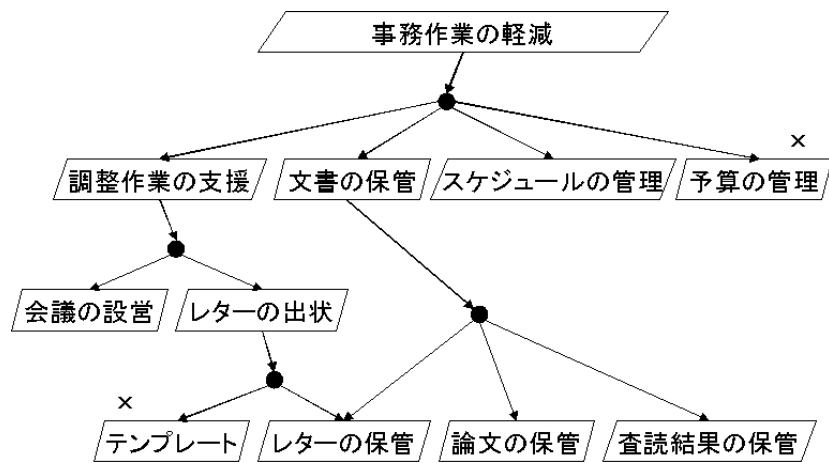 事務作業の軽減
×
調整作業の支援
文書の保管
スケジュールの管理
予算の管理
会議の設営
レターの出状
×
テンプレート
レターの保管
論文の保管
査読結果の保管